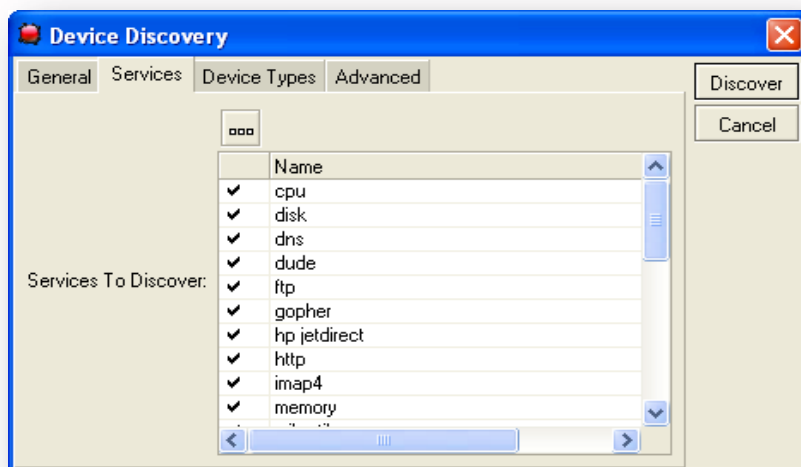 Device Discovery
General Services Device Types Advanced
Discover
Cancel
Name
cpu
disk
dns
dude
Services To Discover:
ftp
gopher
hp jetdirect
http
imap4
memory